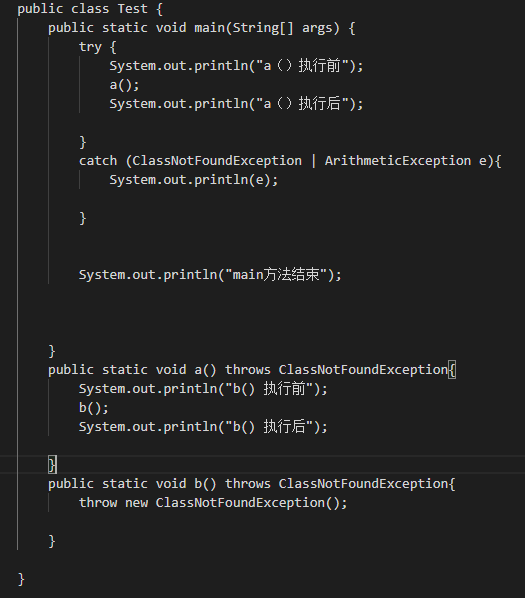 public class Test {
public static void main(String[] args) {
try {
System.out.println("a（）执行前");
a();
System.out.println("a（）执行后");
}
catch (ClassNotFoundException | ArithmeticException e){
System.out.println(e);
}
System.out.println("main方法结束");
}
public static void a() throws ClassNotFoundException{
System.out.println("b() 执行前");
b();
System.out.println("b() 执行后");
}
public static void b() throws ClassNotFoundException{
throw new ClassNotFoundException();
}
}